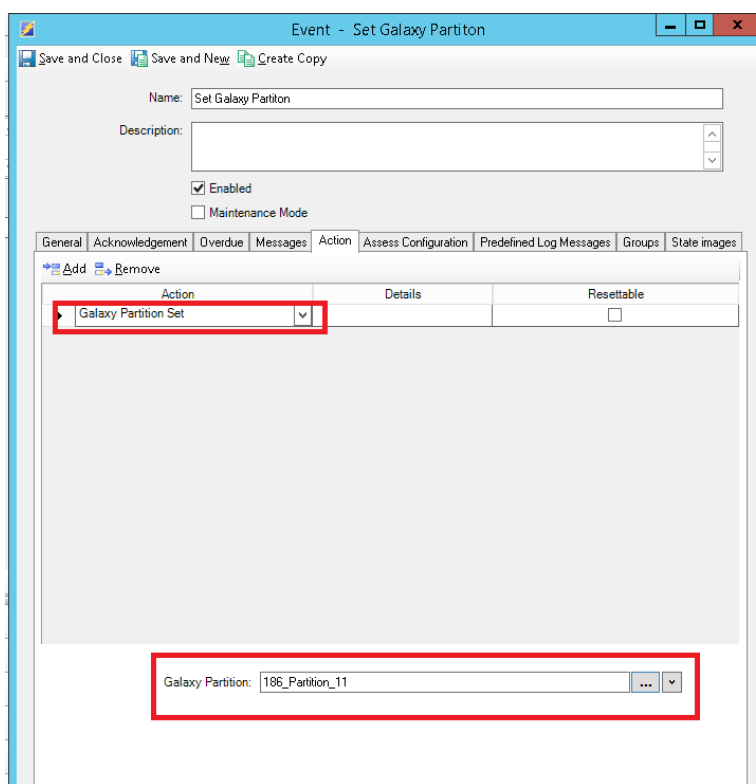 Event - Set Galaxy Partiton
Save and Close Save and New Create Copy
Name: Set Galaxy Partiton
Description:
Enabled
Maintenance Mode
General Acknowledgement Overdue Messages Action Assess Configuration Predefined Log Messages Groups State images
Add Remove
Action Details Resettable
Galaxy Partition Set
Galaxy Partition: 186_Partition_11 ...